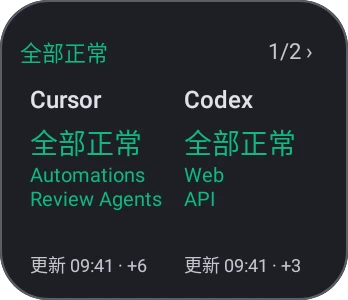 全部正常 1/2 ›
Cursor
全部正常
Automations
Review Agents
更新 09:41 · +6
Codex
全部正常
Web
API
更新 09:41 · +3